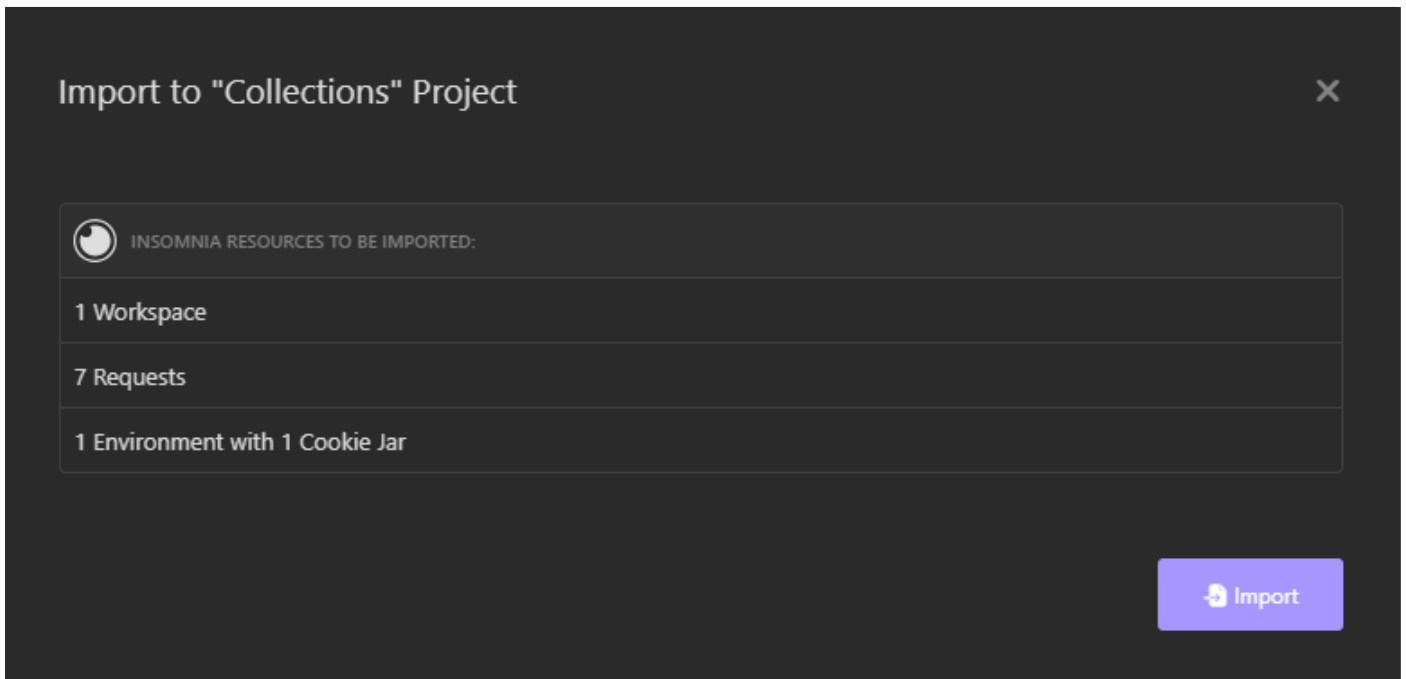 Import to "Collections" Project
INSOMNIA RESOURCES TO BE IMPORTED:
1 Workspace
7 Requests
1 Environment with 1 Cookie Jar
Import